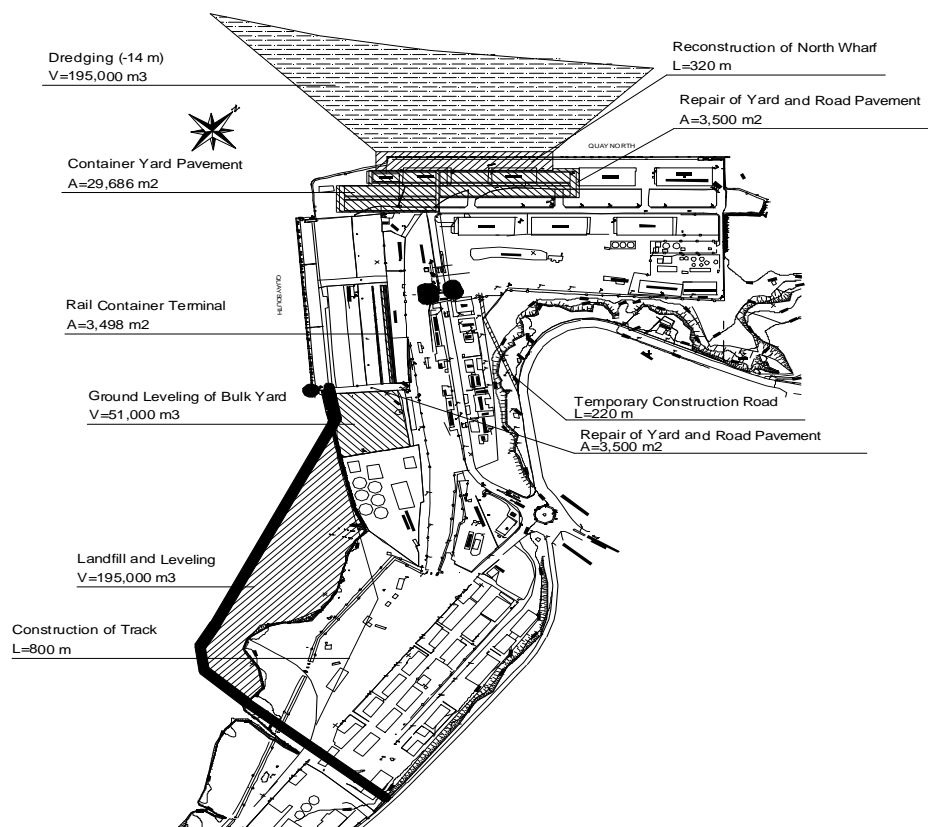 Dredging (-14 m)
V=195,000 m3
Reconstruction of North Wharf
L=320 m
Repair of Yard and Road Pavement
A=3,500 m2
QUAY NORTH
Container Yard Pavement
A=29,686 m2
QUAY SOUTH
Rail Container Terminal
A=3,498 m2
Ground Leveling of Bulk Yard
V=51,000 m3
Temporary Construction Road
L=220 m
Repair of Yard and Road Pavement
A=3,500 m2
Landfill and Leveling
V=195,000 m3
Construction of Track
L=800 m